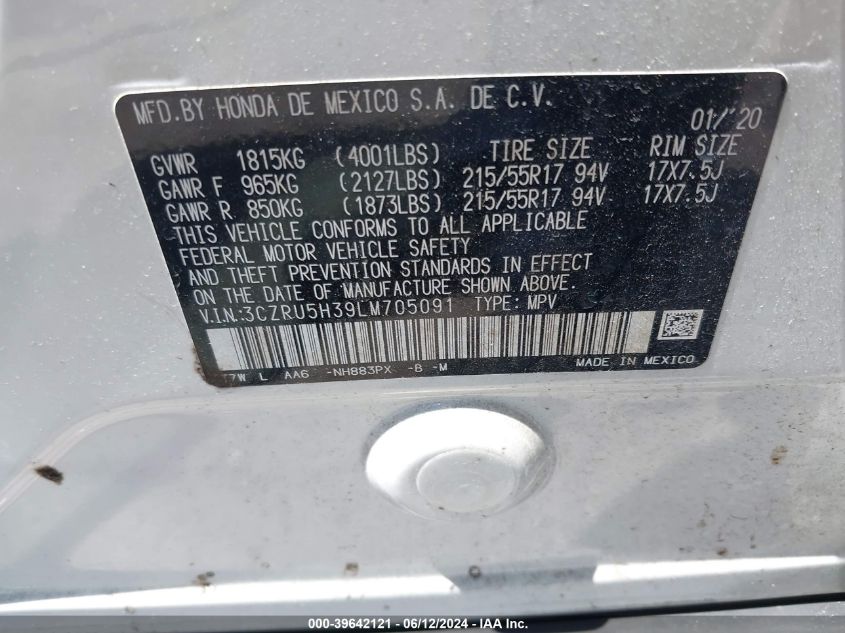 MFD.BY HONDA DE MEXICO S.A. DE C.V.
01/'20
GVWR 1815KG (4001LBS) TIRE SIZE RIM SIZE
GAWR F 965KG (2127LBS) 215/55R17 94V 17X7.5J
GAWR R 850KG (1873LBS) 215/55R17 94V 17X7.5J
THIS VEHICLE CONFORMS TO ALL APPLICABLE
FEDERAL MOTOR VEHICLE SAFETY
AND THEFT PREVENTION STANDARDS IN EFFECT
ON THE DATE OF MANUFACTURE SHOWN ABOVE.
V.IN:3CZRU5H39LM705091 TYPE: MPV
L AA6 -NH883PX -B -M MADE IN MEXICO
000-39642121 - 06/12/2024 - IAA Inc.